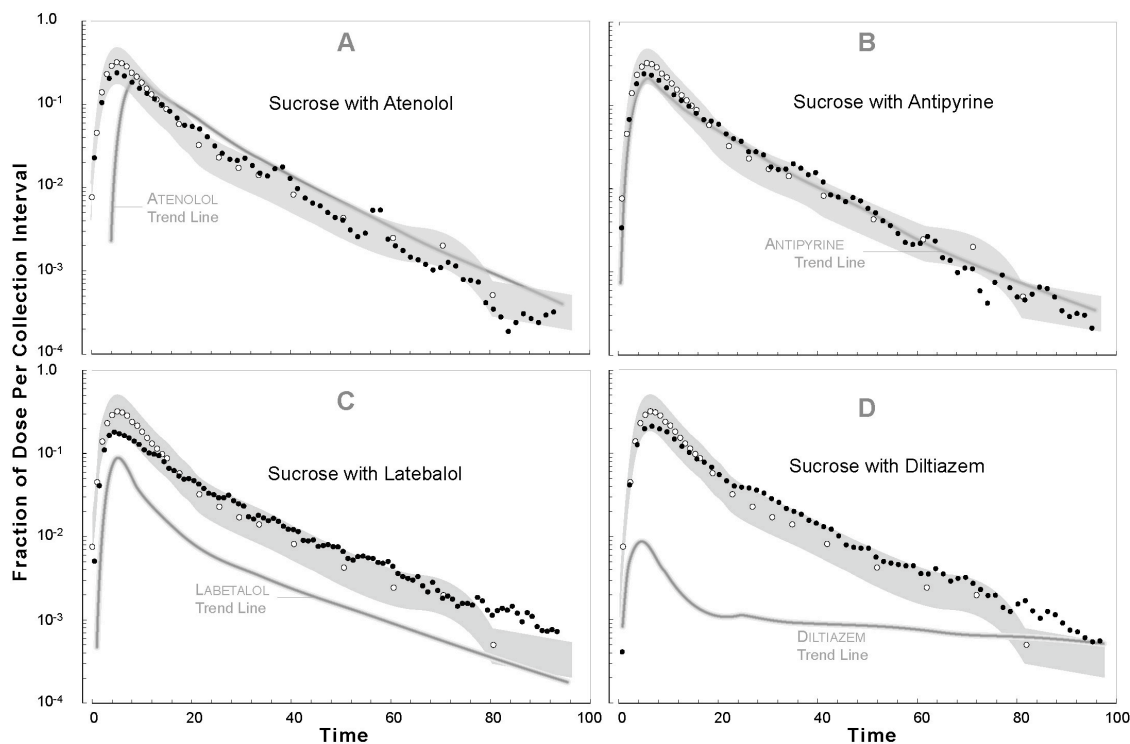 Fraction of Dose Per Collection Interval
1.0
10-1
10-2
10-3
10-4
A
Sucrose with Atenolol
ATENOLOL
Trend Line
B
Sucrose with Antipyrine
ANTIPYRINE
Trend Line
10-1
10-2
10-3
10-4
C
Sucrose with Latebalol
LABETALOL
Trend Line
D
Sucrose with Diltiazem
DILTIAZEM
Trend Line
0 20 40 60 80 100
0 20 40 60 80 100
Time
Time